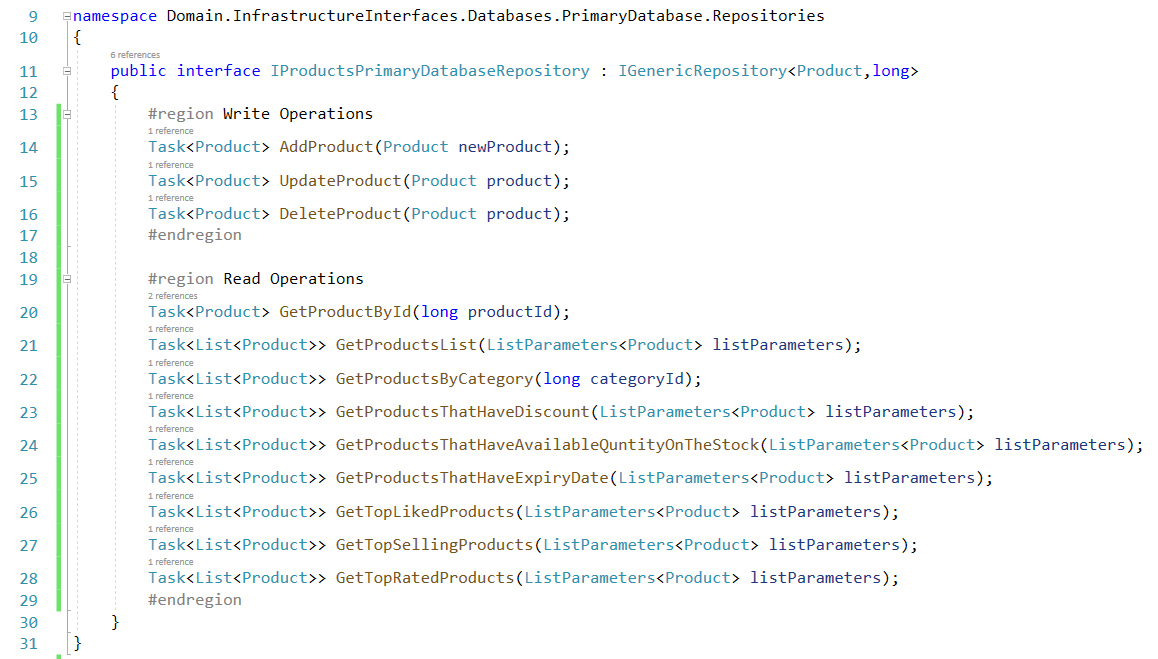 9 namespace Domain.InfrastructureInterfaces.Databases.PrimaryDatabase.Repositories
10 {
6 references
11 public interface IProductsPrimaryDatabaseRepository : IGenericRepository<Product,long>
12 {
13 #region Write Operations
1 reference
14 Task<Product> AddProduct(Product newProduct);
1 reference
15 Task<Product> UpdateProduct(Product product);
1 reference
16 Task<Product> DeleteProduct(Product product);
17 #endregion
18
19 #region Read Operations
2 references
20 Task<Product> GetProductById(long productId);
1 reference
21 Task<List<Product>> GetProductsList(ListParameters<Product> listParameters);
1 reference
22 Task<List<Product>> GetProductsByCategory(long categoryId);
1 reference
23 Task<List<Product>> GetProductsThatHaveDiscount(ListParameters<Product> listParameters);
1 reference
24 Task<List<Product>> GetProductsThatHaveAvailableQuntityOnTheStock(ListParameters<Product> listParameters);
1 reference
25 Task<List<Product>> GetProductsThatHaveExpiryDate(ListParameters<Product> listParameters);
1 reference
26 Task<List<Product>> GetTopLikedProducts(ListParameters<Product> listParameters);
1 reference
27 Task<List<Product>> GetTopSellingProducts(ListParameters<Product> listParameters);
1 reference
28 Task<List<Product>> GetTopRatedProducts(ListParameters<Product> listParameters);
29 #endregion
30 }
31 }